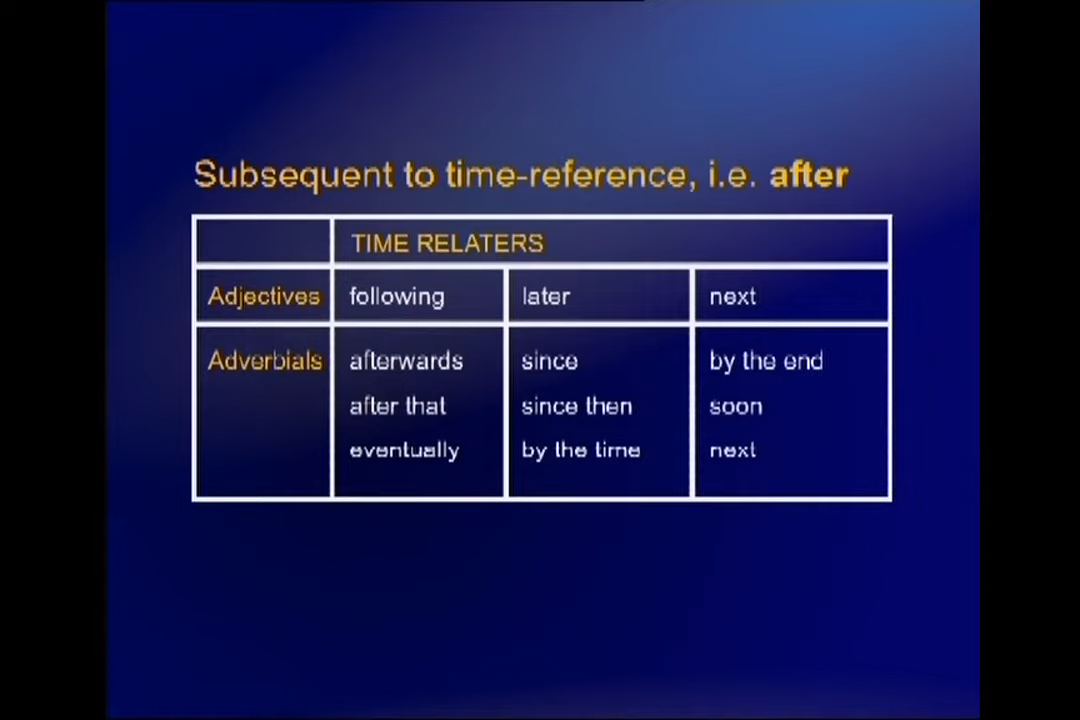 Subsequent to time-reference, i.e. after
TIME RELATERS
Adjectives following later next
Adverbials afterwards since by the end
after that since then soon
eventually by the time next